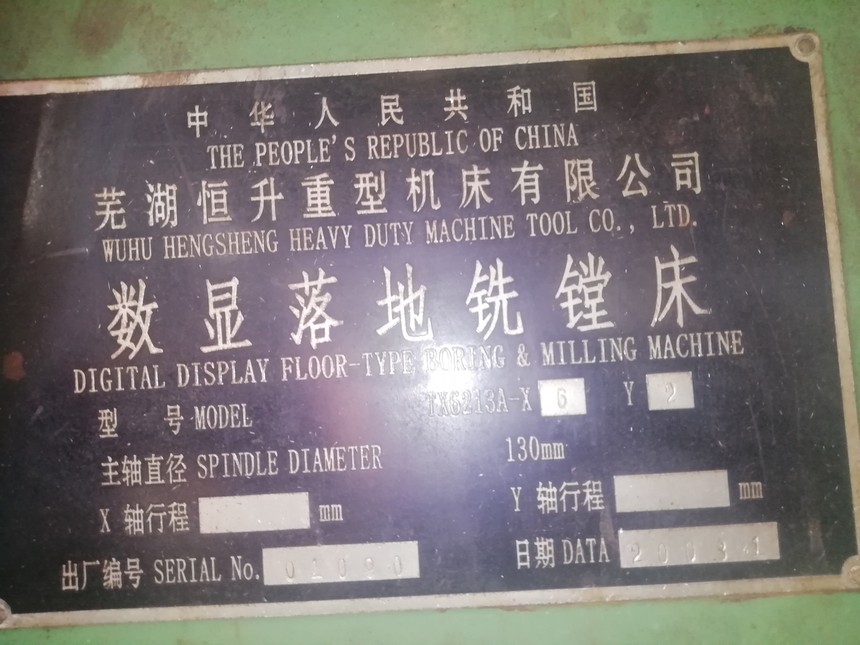 中华人民共和国
THE PEOPLE'S REPUBLIC OF CHINA
芜湖恒升重型机床有限公司
WUHU HENGSHENG HEAVY DUTY MACHINE TOOL CO., LTD.
数显落地铣镗床
DIGITAL DISPLAY FLOOR-TYPE BORING & MILLING MACHINE
型 号 MODEL TX6213A-X 6 Y 2
主轴直径 SPINDLE DIAMETER 130mm
X 轴行程 mm Y 轴行程 mm
出厂编号 SERIAL No. 日期 DATA